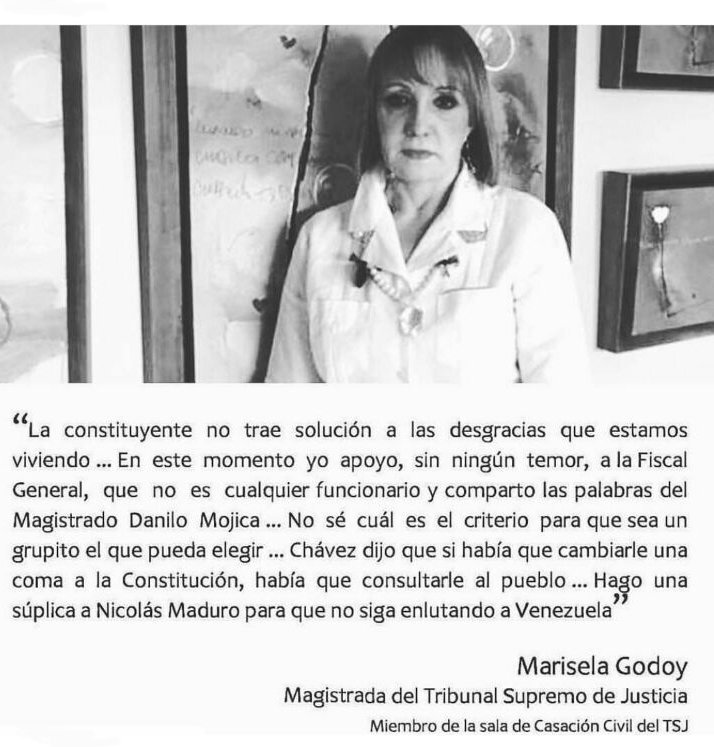 “La constituyente no trae solución a las desgracias que estamos
viviendo ... En este momento yo apoyo, sin ningún temor, a la Fiscal
General, que no es cualquier funcionario y comparto las palabras del
Magistrado Danilo Mojica ... No sé cuál es el criterio para que sea un
grupito el que pueda elegir ... Chávez dijo que si había que cambiarle una
coma a la Constitución, había que consultarle al pueblo ... Hago una
súplica a Nicolás Maduro para que no siga enlutando a Venezuela”
Marisela Godoy
Magistrada del Tribunal Supremo de Justicia
Miembro de la sala de Casación Civil del TSJ